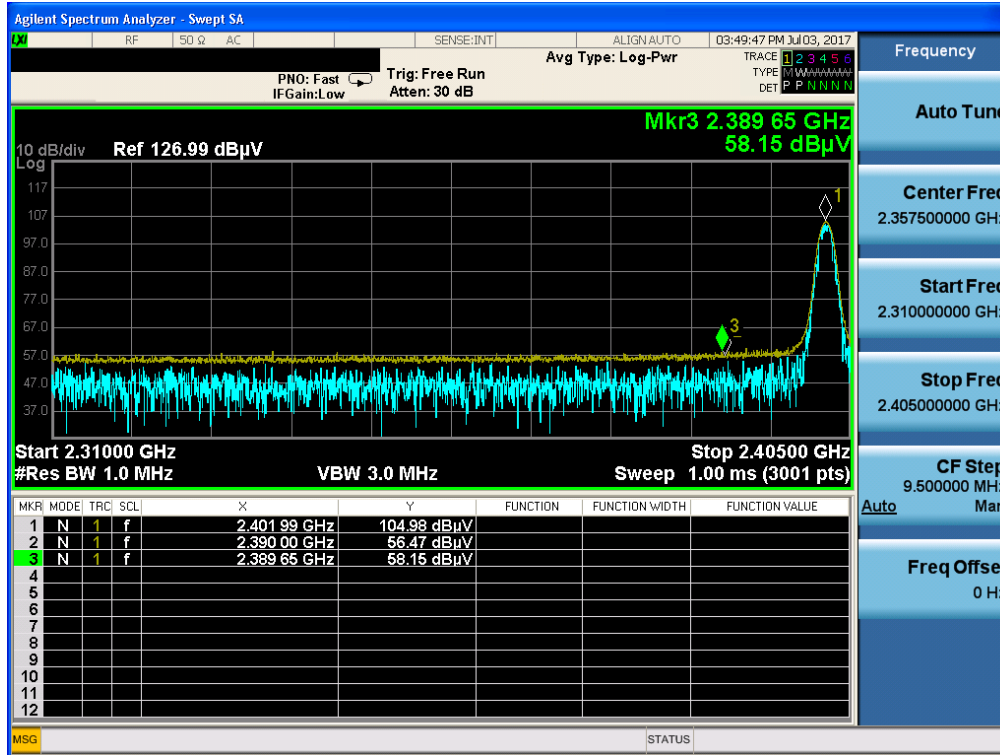 Agilent Spectrum Analyzer - Swept SA
LXI RF 50 Ω AC SENSE:INT ALIGN AUTO 03:49:47 PM Jul 03, 2017
Frequency
PNO: Fast Trig: Free Run Avg Type: Log-Pwr TRACE 1 2 3 4 5 6
IFGain:Low Atten: 30 dB TYPE M
DET P P N N N N
Auto Tune
Mkr3 2.389 65 GHz
58.15 dBµV
10 dB/div Ref 126.99 dBµV
Log
117
107
97.0
87.0
77.0
67.0
57.0
47.0
37.0
1
3
Center Freq
2.357500000 GHz
Start Freq
2.310000000 GHz
Stop Freq
2.405000000 GHz
Start 2.31000 GHz Stop 2.40500 GHz
#Res BW 1.0 MHz VBW 3.0 MHz Sweep 1.00 ms (3001 pts)
CF Step
9.500000 MHz
Auto Man
Freq Offset
0 Hz
MKR MODE TRC SCL X Y FUNCTION FUNCTION WIDTH FUNCTION VALUE
1 N 1 f 2.401 99 GHz 104.98 dBµV
2 N 1 f 2.390 00 GHz 56.47 dBµV
3 N 1 f 2.389 65 GHz 58.15 dBµV
4
5
6
7
8
9
10
11
12
MSG STATUS